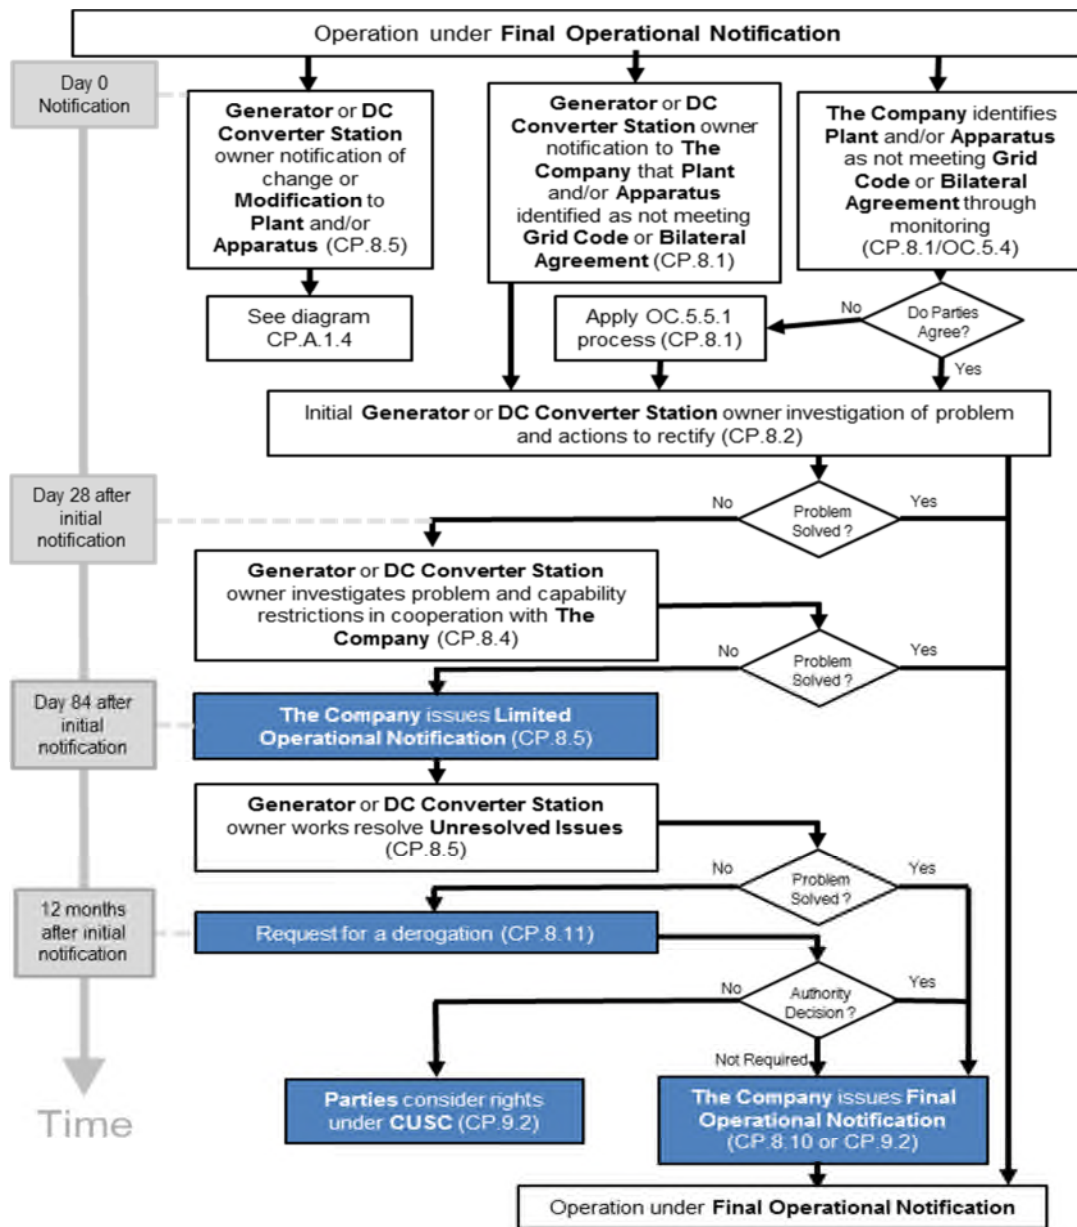 Operation under Final Operational Notification
Day 0
Notification
Generator or DC
Converter Station
owner notification of
change or
Modification to
Plant and/or
Apparatus (CP.8.5)
Generator or DC
Converter Station owner
notification to The
Company that Plant
and/or Apparatus
identified as not meeting
Grid Code or Bilateral
Agreement (CP.8.1)
The Company identifies
Plant and/or Apparatus
as not meeting Grid
Code or Bilateral
Agreement through
monitoring
(CP.8.1/OC.5.4)
See diagram
CP.A.1.4
Apply OC.5.5.1
process (CP.8.1)
No
Do Parties
Agree?
Yes
Initial Generator or DC Converter Station owner investigation of problem
and actions to rectify (CP.8.2)
Day 28 after
initial
notification
No
Problem
Solved ?
Yes
Generator or DC Converter Station
owner investigates problem and capability
restrictions in cooperation with The
Company (CP.8.4)
No
Problem
Solved ?
Yes
Day 84 after
initial
notification
The Company issues Limited
Operational Notification (CP.8.5)
Generator or DC Converter Station
owner works resolve Unresolved Issues
(CP.8.5)
No
Problem
Solved ?
Yes
12 months
after initial
notification
Request for a derogation (CP.8.11)
No
Authority
Decision ?
Yes
Not Required
Time
Parties consider rights
under CUSC (CP.9.2)
The Company issues Final
Operational Notification
(CP.8.10 or CP.9.2)
Operation under Final Operational Notification